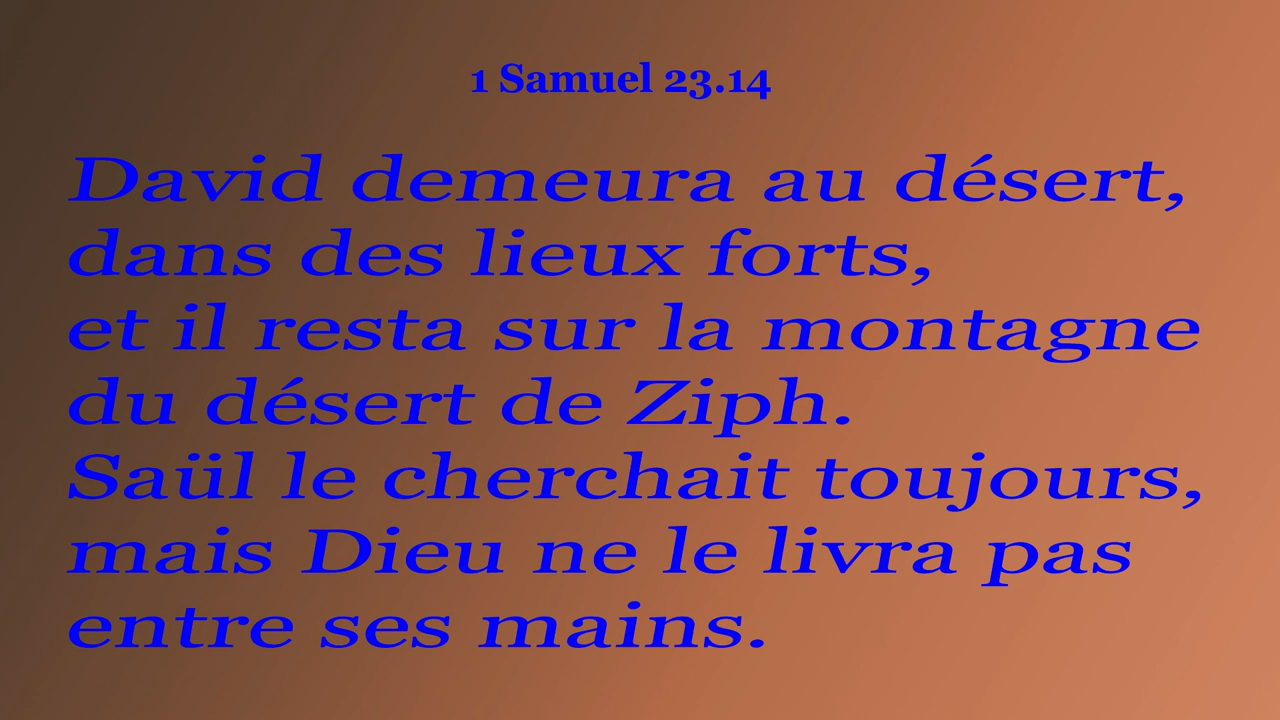 1 Samuel 23.14
David demeura au désert,
dans des lieux forts,
et il resta sur la montagne
du désert de Ziph.
Saül le cherchait toujours,
mais Dieu ne le livra pas
entre ses mains.